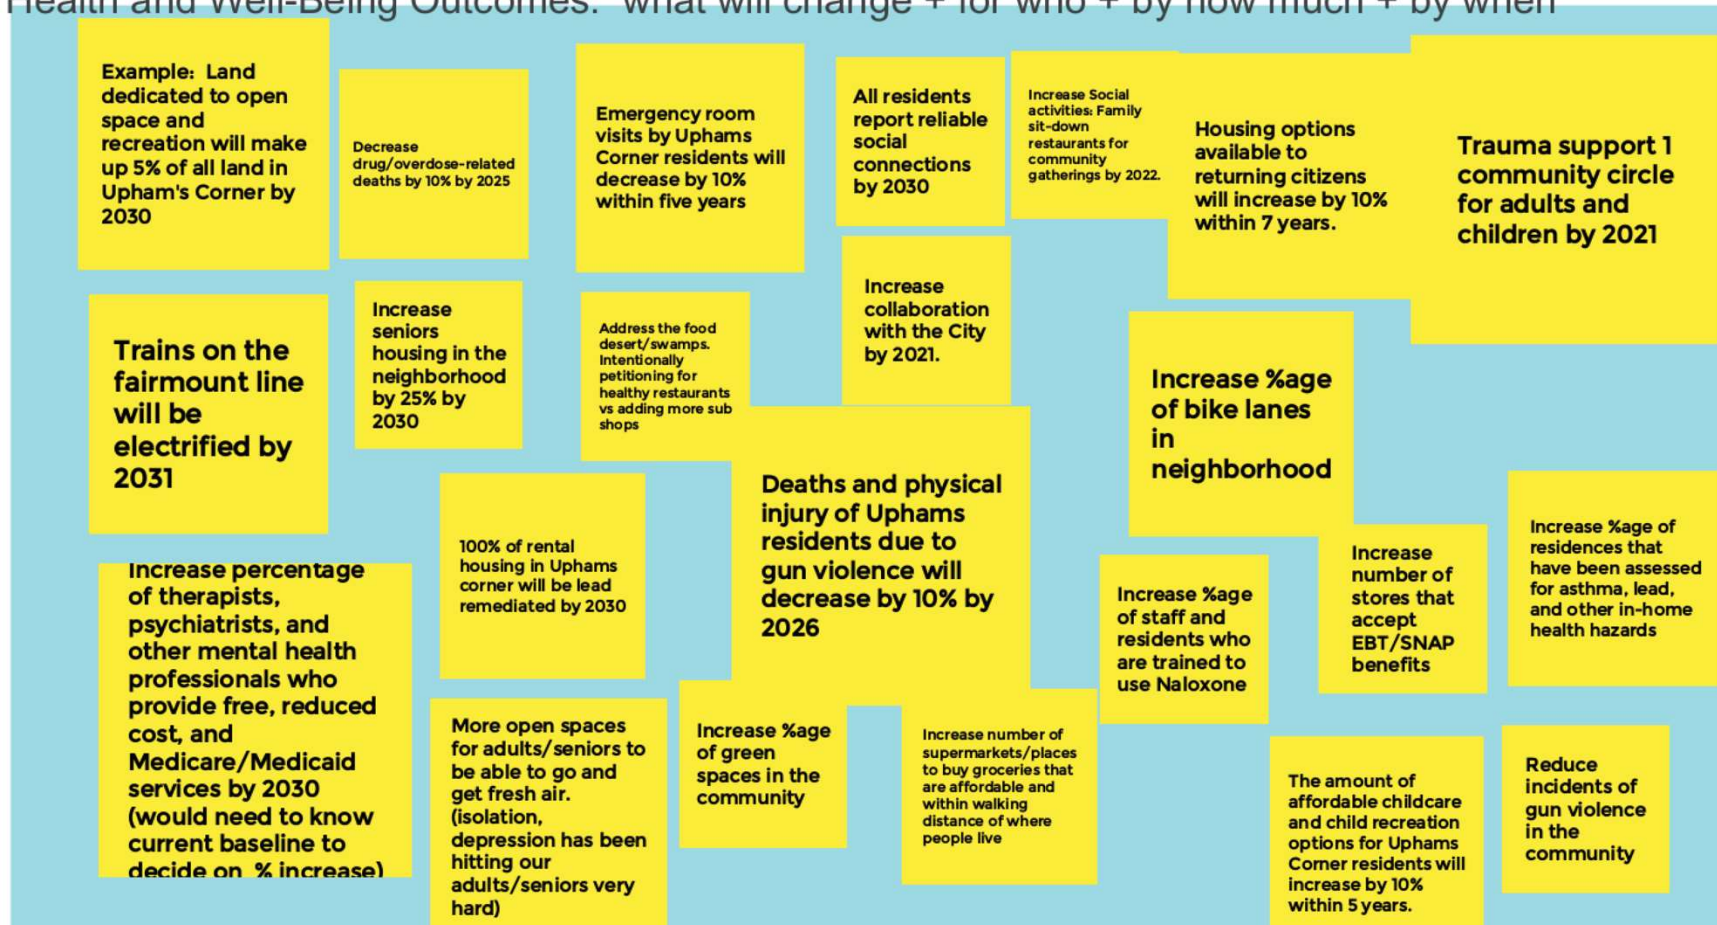 Health and Well-Being Outcomes: what will change + for who + by how much + by when
Example: Land
dedicated to open
space and
recreation will make
up 5% of all land in
Upham's Corner by
2030
Decrease
drug/overdose-related
deaths by 10% by 2025
Emergency room
visits by Uphams
Corner residents will
decrease by 10%
within five years
All residents
report reliable
social
connections
by 2030
Increase Social
activities: Family
sit-down
restaurants for
community
gatherings by 2022.
Housing options
available to
returning citizens
will increase by 10%
within 7 years.
Trauma support 1
community circle
for adults and
children by 2021
Trains on the
fairmount line
will be
electrified by
2031
Increase
seniors
housing in the
neighborhood
by 25% by
2030
Address the food
desert/swamps.
Intentionally
petitioning for
healthy restaurants
vs adding more sub
shops
Increase
collaboration
with the City
by 2021.
Increase %age
of bike lanes
in
neighborhood
Increase percentage
of therapists,
psychiatrists, and
other mental health
professionals who
provide free, reduced
cost, and
Medicare/Medicaid
services by 2030
(would need to know
current baseline to
decide on % increase)
100% of rental
housing in Uphams
corner will be lead
remediated by 2030
Deaths and physical
injury of Uphams
residents due to
gun violence will
decrease by 10% by
2026
Increase %age
of staff and
residents who
are trained to
use Naloxone
Increase
number of
stores that
accept
EBT/SNAP
benefits
Increase %age of
residences that
have been assessed
for asthma, lead,
and other in-home
health hazards
More open spaces
for adults/seniors to
be able to go and
get fresh air.
(isolation,
depression has been
hitting our
adults/seniors very
hard)
Increase %age
of green
spaces in the
community
Increase number of
supermarkets/places
to buy groceries that
are affordable and
within walking
distance of where
people live
The amount of
affordable childcare
and child recreation
options for Uphams
Corner residents will
increase by 10%
within 5 years.
Reduce
incidents of
gun violence
in the
community